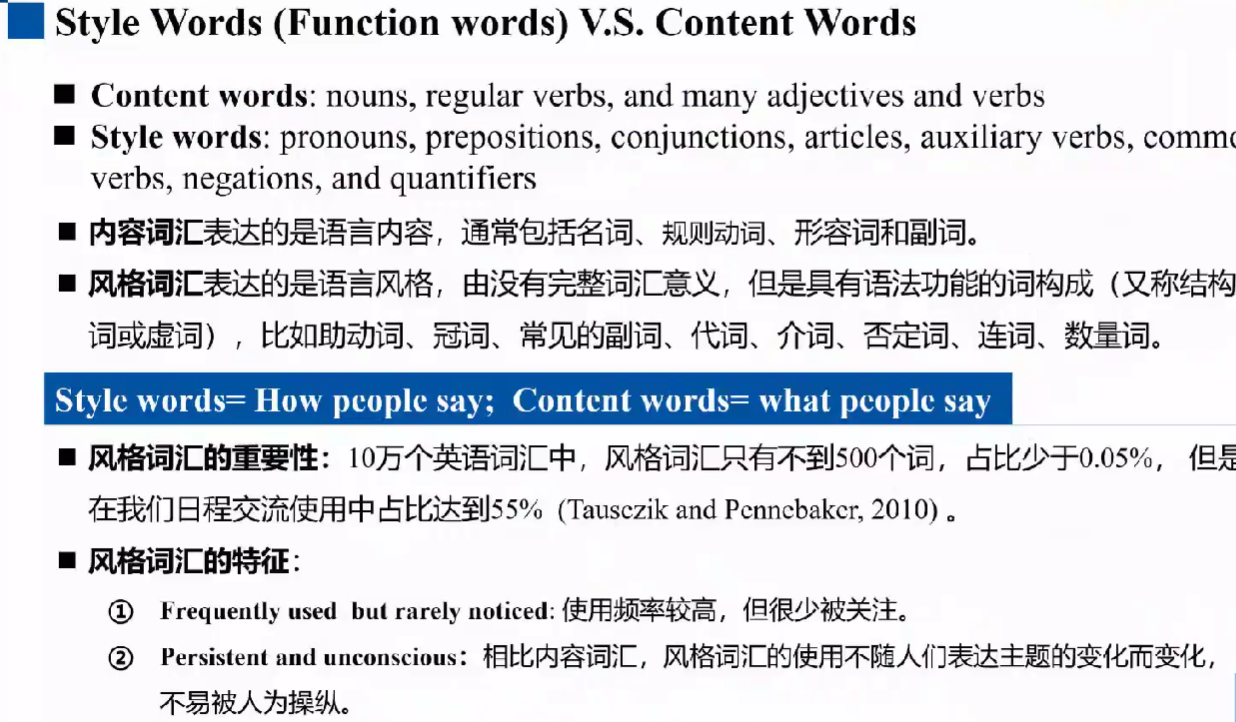 Style Words (Function words) V.S. Content Words
■ Content words: nouns, regular verbs, and many adjectives and verbs
■ Style words: pronouns, prepositions, conjunctions, articles, auxiliary verbs,
verbs, negations, and quantifiers
■ 内容词汇表达的是语言内容，通常包括名词、规则动词、形容词和副词。
■ 风格词汇表达的是语言风格，由没有完整词汇意义，但是具有语法功能的词构成（又称结构
词或虚词），比如助动词、冠词、常见的副词、代词、介词、否定词、连词、数量词。
Style words= How people say; Content words= what people say
■ 风格词汇的重要性：10万个英语词汇中，风格词汇只有不到500个词，占比少于0.05%， 但是
在我们日程交流使用中占比达到55% (Tausczik and Pennebaker, 2010) 。
■ 风格词汇的特征：
① Frequently used but rarely noticed: 使用频率较高，但很少被关注。
② Persistent and unconscious：相比内容词汇，风格词汇的使用不随人们表达主题的变化而变化，
不易被人为操纵。